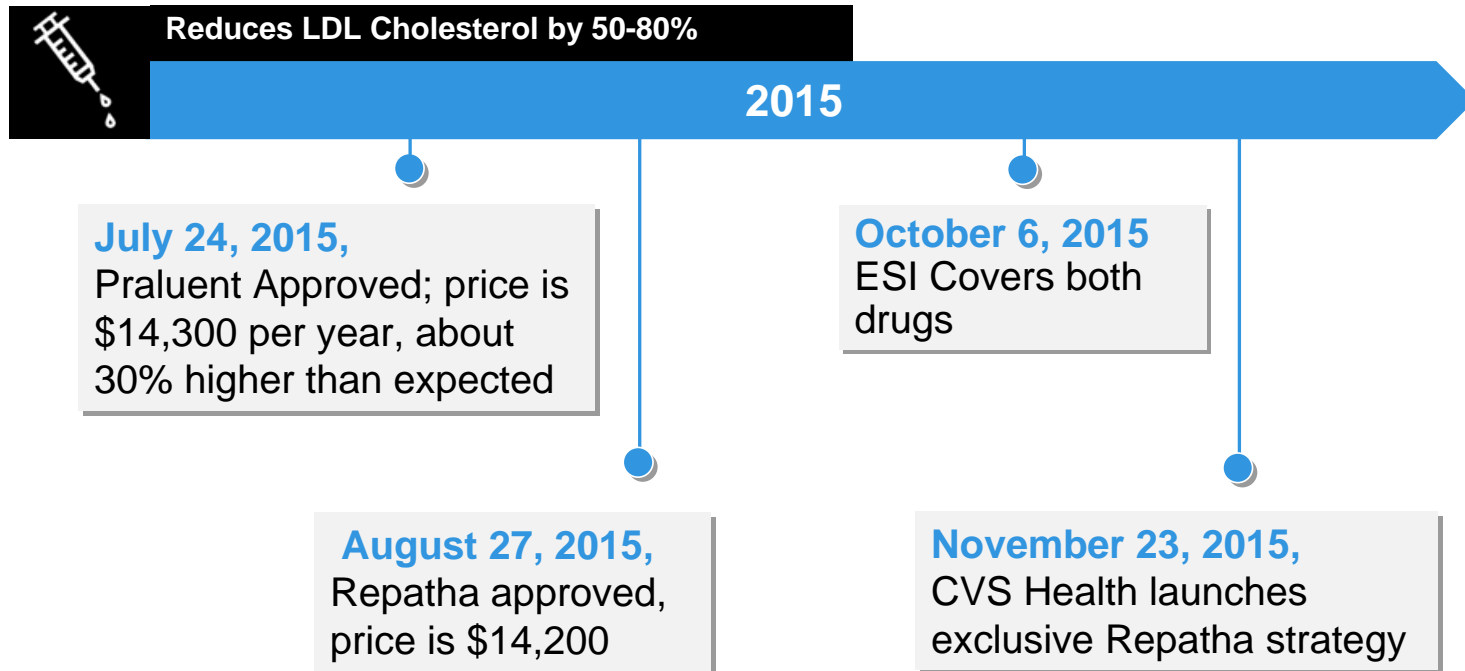 Reduces LDL Cholesterol by 50-80%
2015
July 24, 2015,
Praluent Approved; price is
$14,300 per year, about
30% higher than expected
August 27, 2015,
Repatha approved,
price is $14,200
October 6, 2015
ESI Covers both
drugs
November 23, 2015,
CVS Health launches
exclusive Repatha strategy